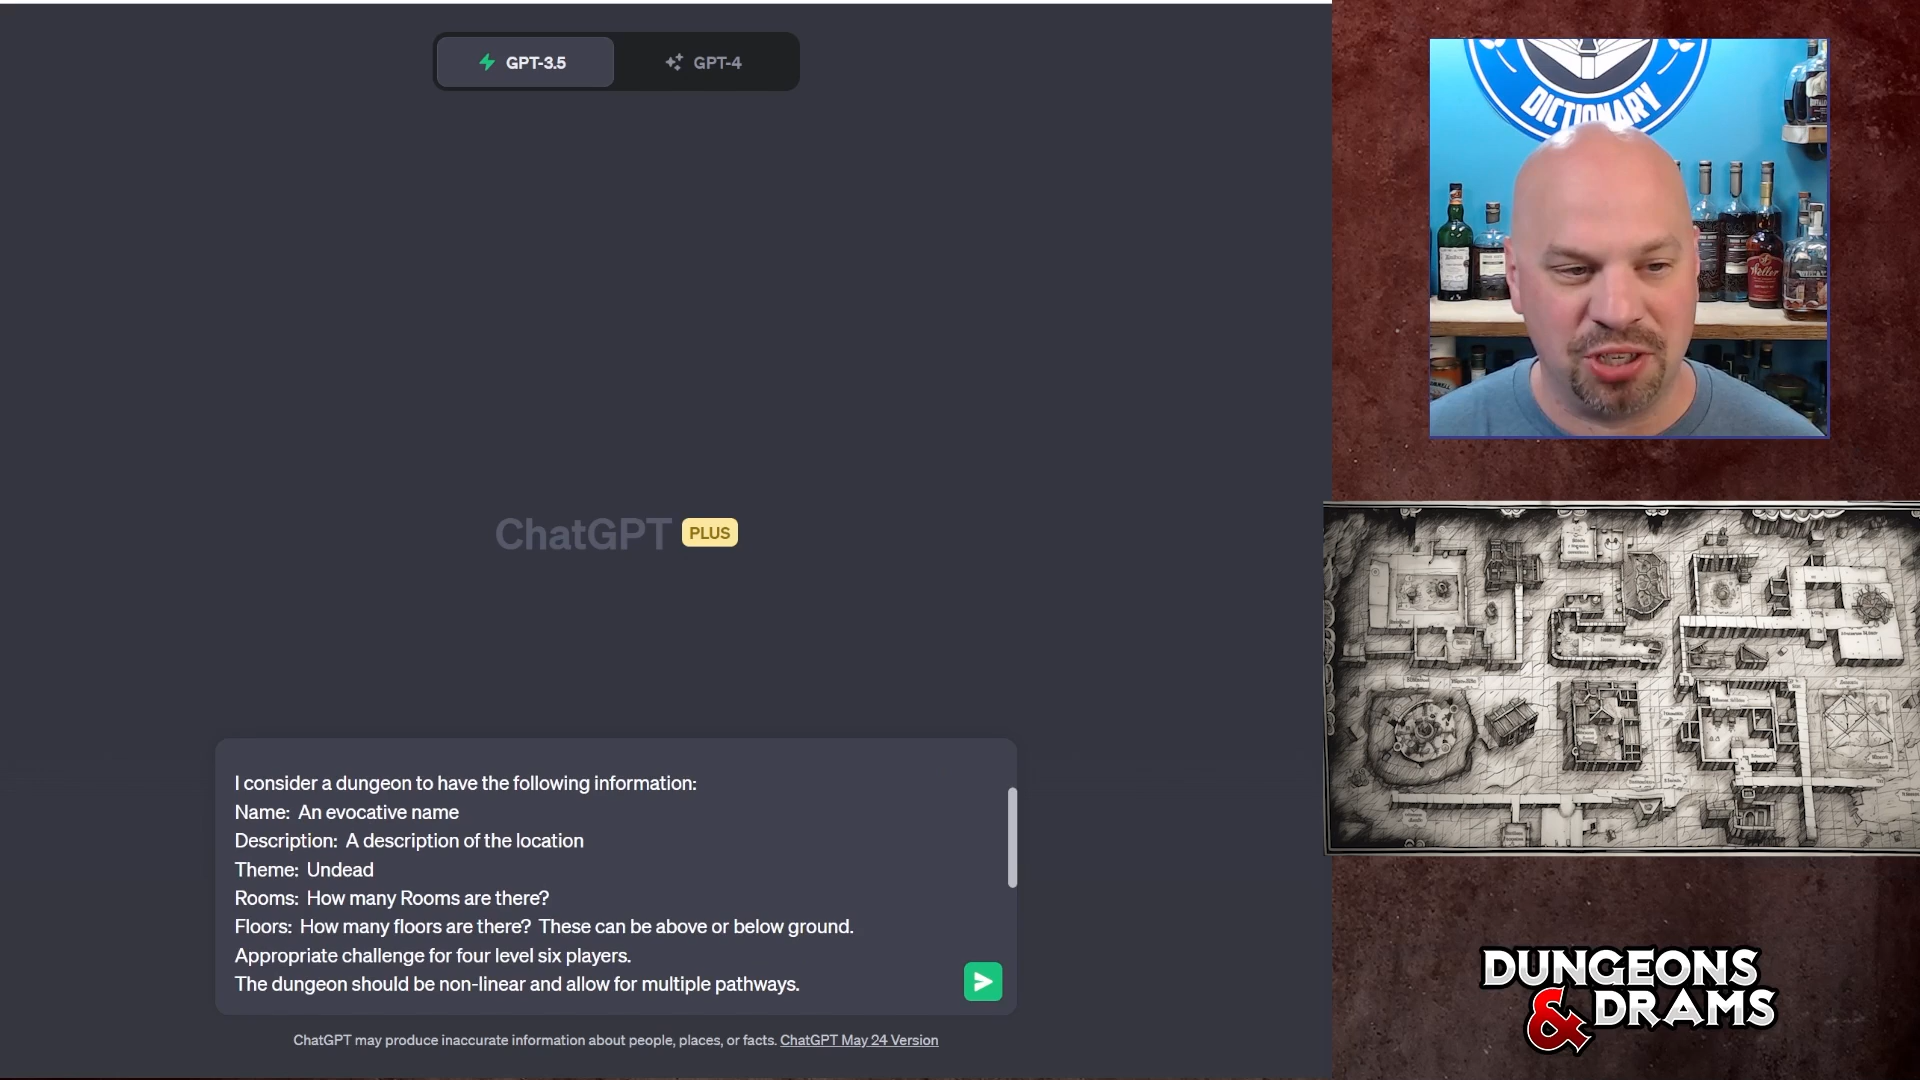 GPT-3.5
GPT-4
DICTIONARY
Weller
ChatGPT PLUS
I consider a dungeon to have the following information:
Name:  An evocative name
Description:  A description of the location
Theme:  Undead
Rooms:  How many Rooms are there?
Floors:  How many floors are there?  These can be above or below ground.
Appropriate challenge for four level six players.
The dungeon should be non-linear and allow for multiple pathways.
ChatGPT may produce inaccurate information about people, places, or facts. ChatGPT May 24 Version
DUNGEONS
& DRAMS